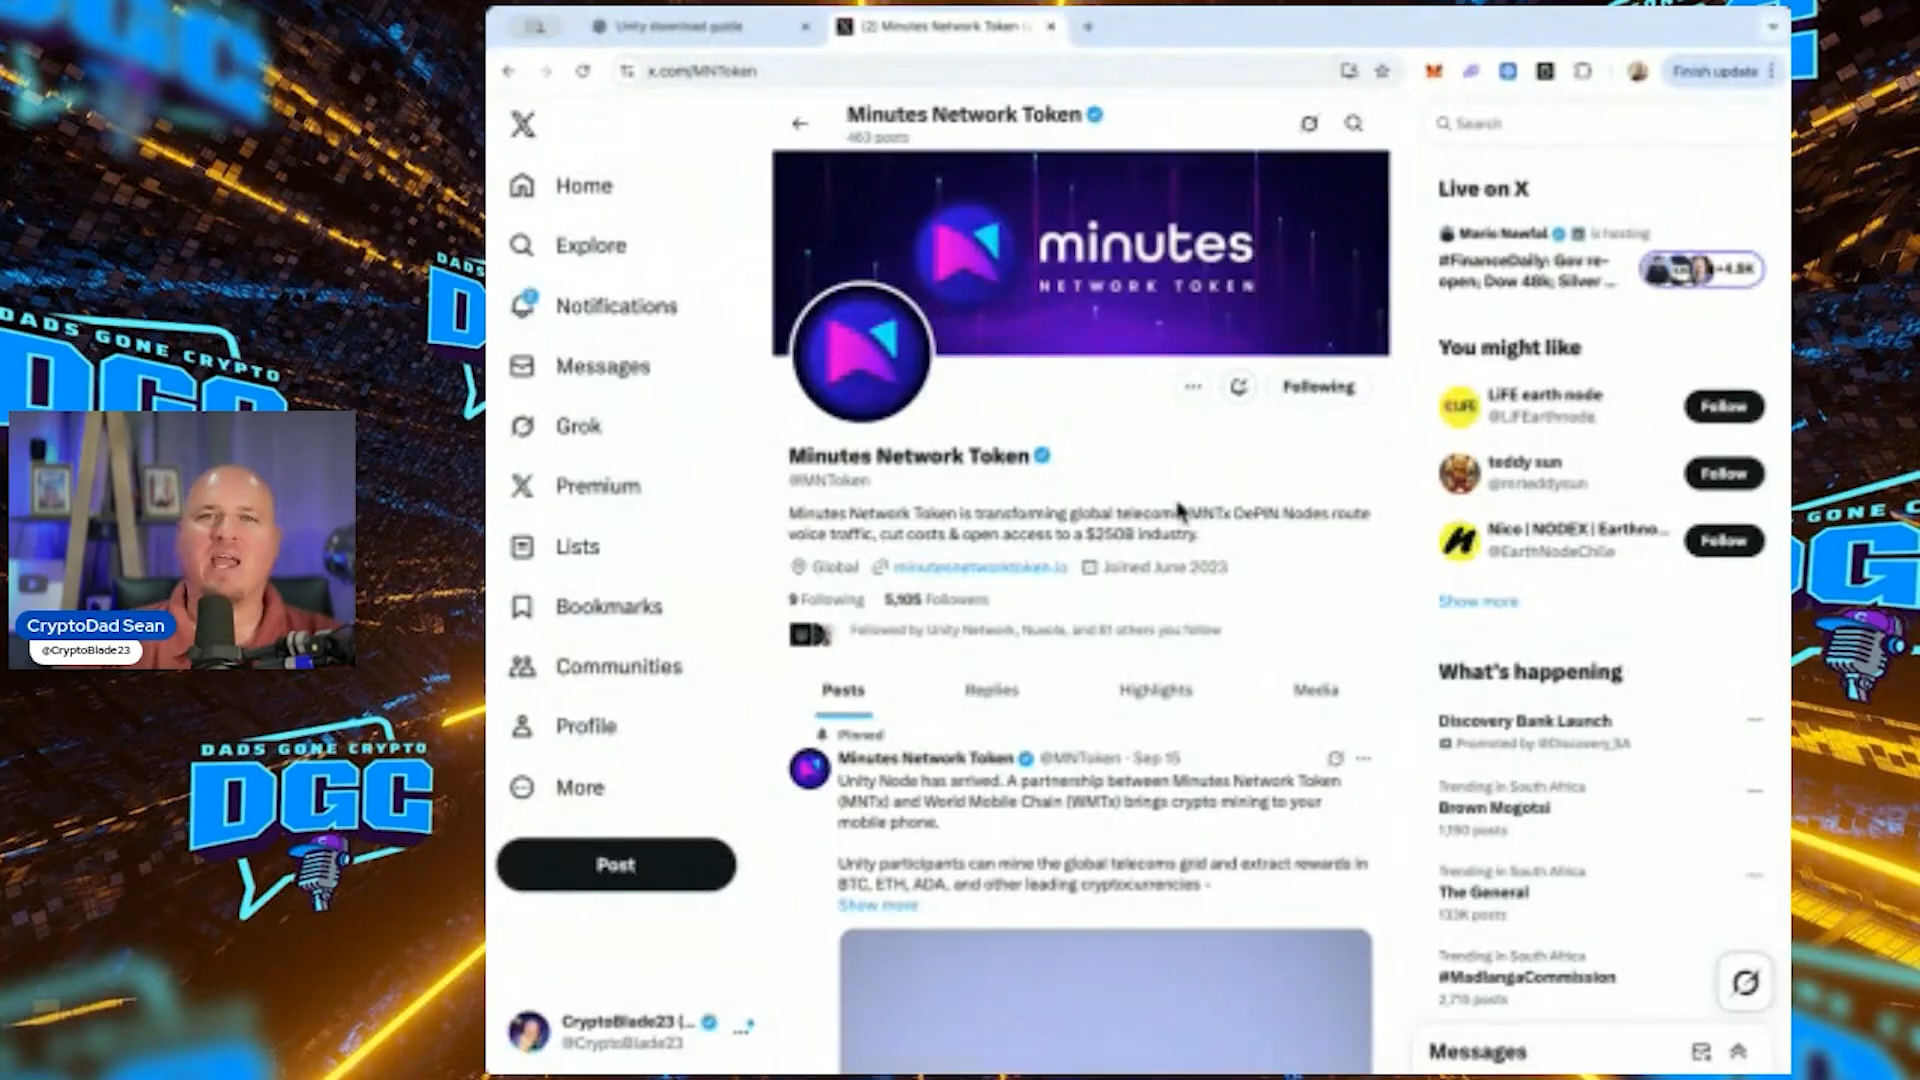 Unity download guide
(2) Minutes Network Token
x.com/MNToken
Finish update
Minutes Network Token
463 posts
Search
Home
Explore
Notifications
Messages
Grok
Premium
Lists
Bookmarks
Communities
Profile
More
Post
CryptoBlade23 (...
@CryptoBlade23
minutes
NETWORK TOKEN
Following
Minutes Network Token
@MNToken
Minutes Network Token is transforming global telecoms MNTx DePIN Nodes route
voice traffic, cut costs & open access to a $250B industry.
Global minutesnetworktoken.io Joined June 2023
9 Following 5,105 Followers
Followed by Unity Network, Nuxola, and 61 others you follow
Posts Replies Highlights Media
Pinned
Minutes Network Token @MNToken · Sep 15
Unity Node has arrived. A partnership between Minutes Network Token
(MNTx) and World Mobile Chain (WMTx) brings crypto mining to your
mobile phone.
Unity participants can mine the global telecoms grid and extract rewards in
BTC, ETH, ADA, and other leading cryptocurrencies -
Show more
Live on X
Mario Nawfal is hosting
#FinanceDaily: Gov re-
open; Dow 48k; Silver ...
+4.8K
You might like
LiFE earth node
@LiFEarthnode
Follow
teddy sun
Follow
Nico | NODEX | Earthno...
@EarthNodeChile
Follow
Show more
What's happening
Discovery Bank Launch
Promoted by @Discovery_SA
Trending in South Africa
Brown Mogotsi
1,190 posts
Trending in South Africa
The General
133K posts
Trending in South Africa
#MadlangaCommission
2,715 posts
Messages
DADS GONE CRYPTO
DGC
CryptoDad Sean
@CryptoBlade23
DADS GONE CRYPTO
DGC